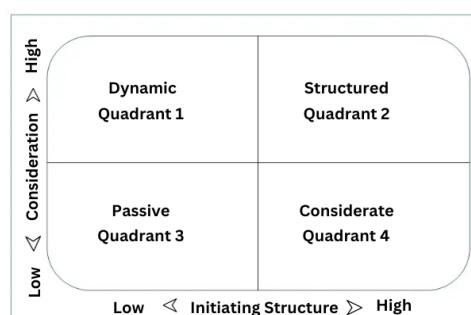 High
Consideration
Low
Dynamic
Quadrant 1
Structured
Quadrant 2
Passive
Quadrant 3
Considerate
Quadrant 4
Low
Initiating Structure
High